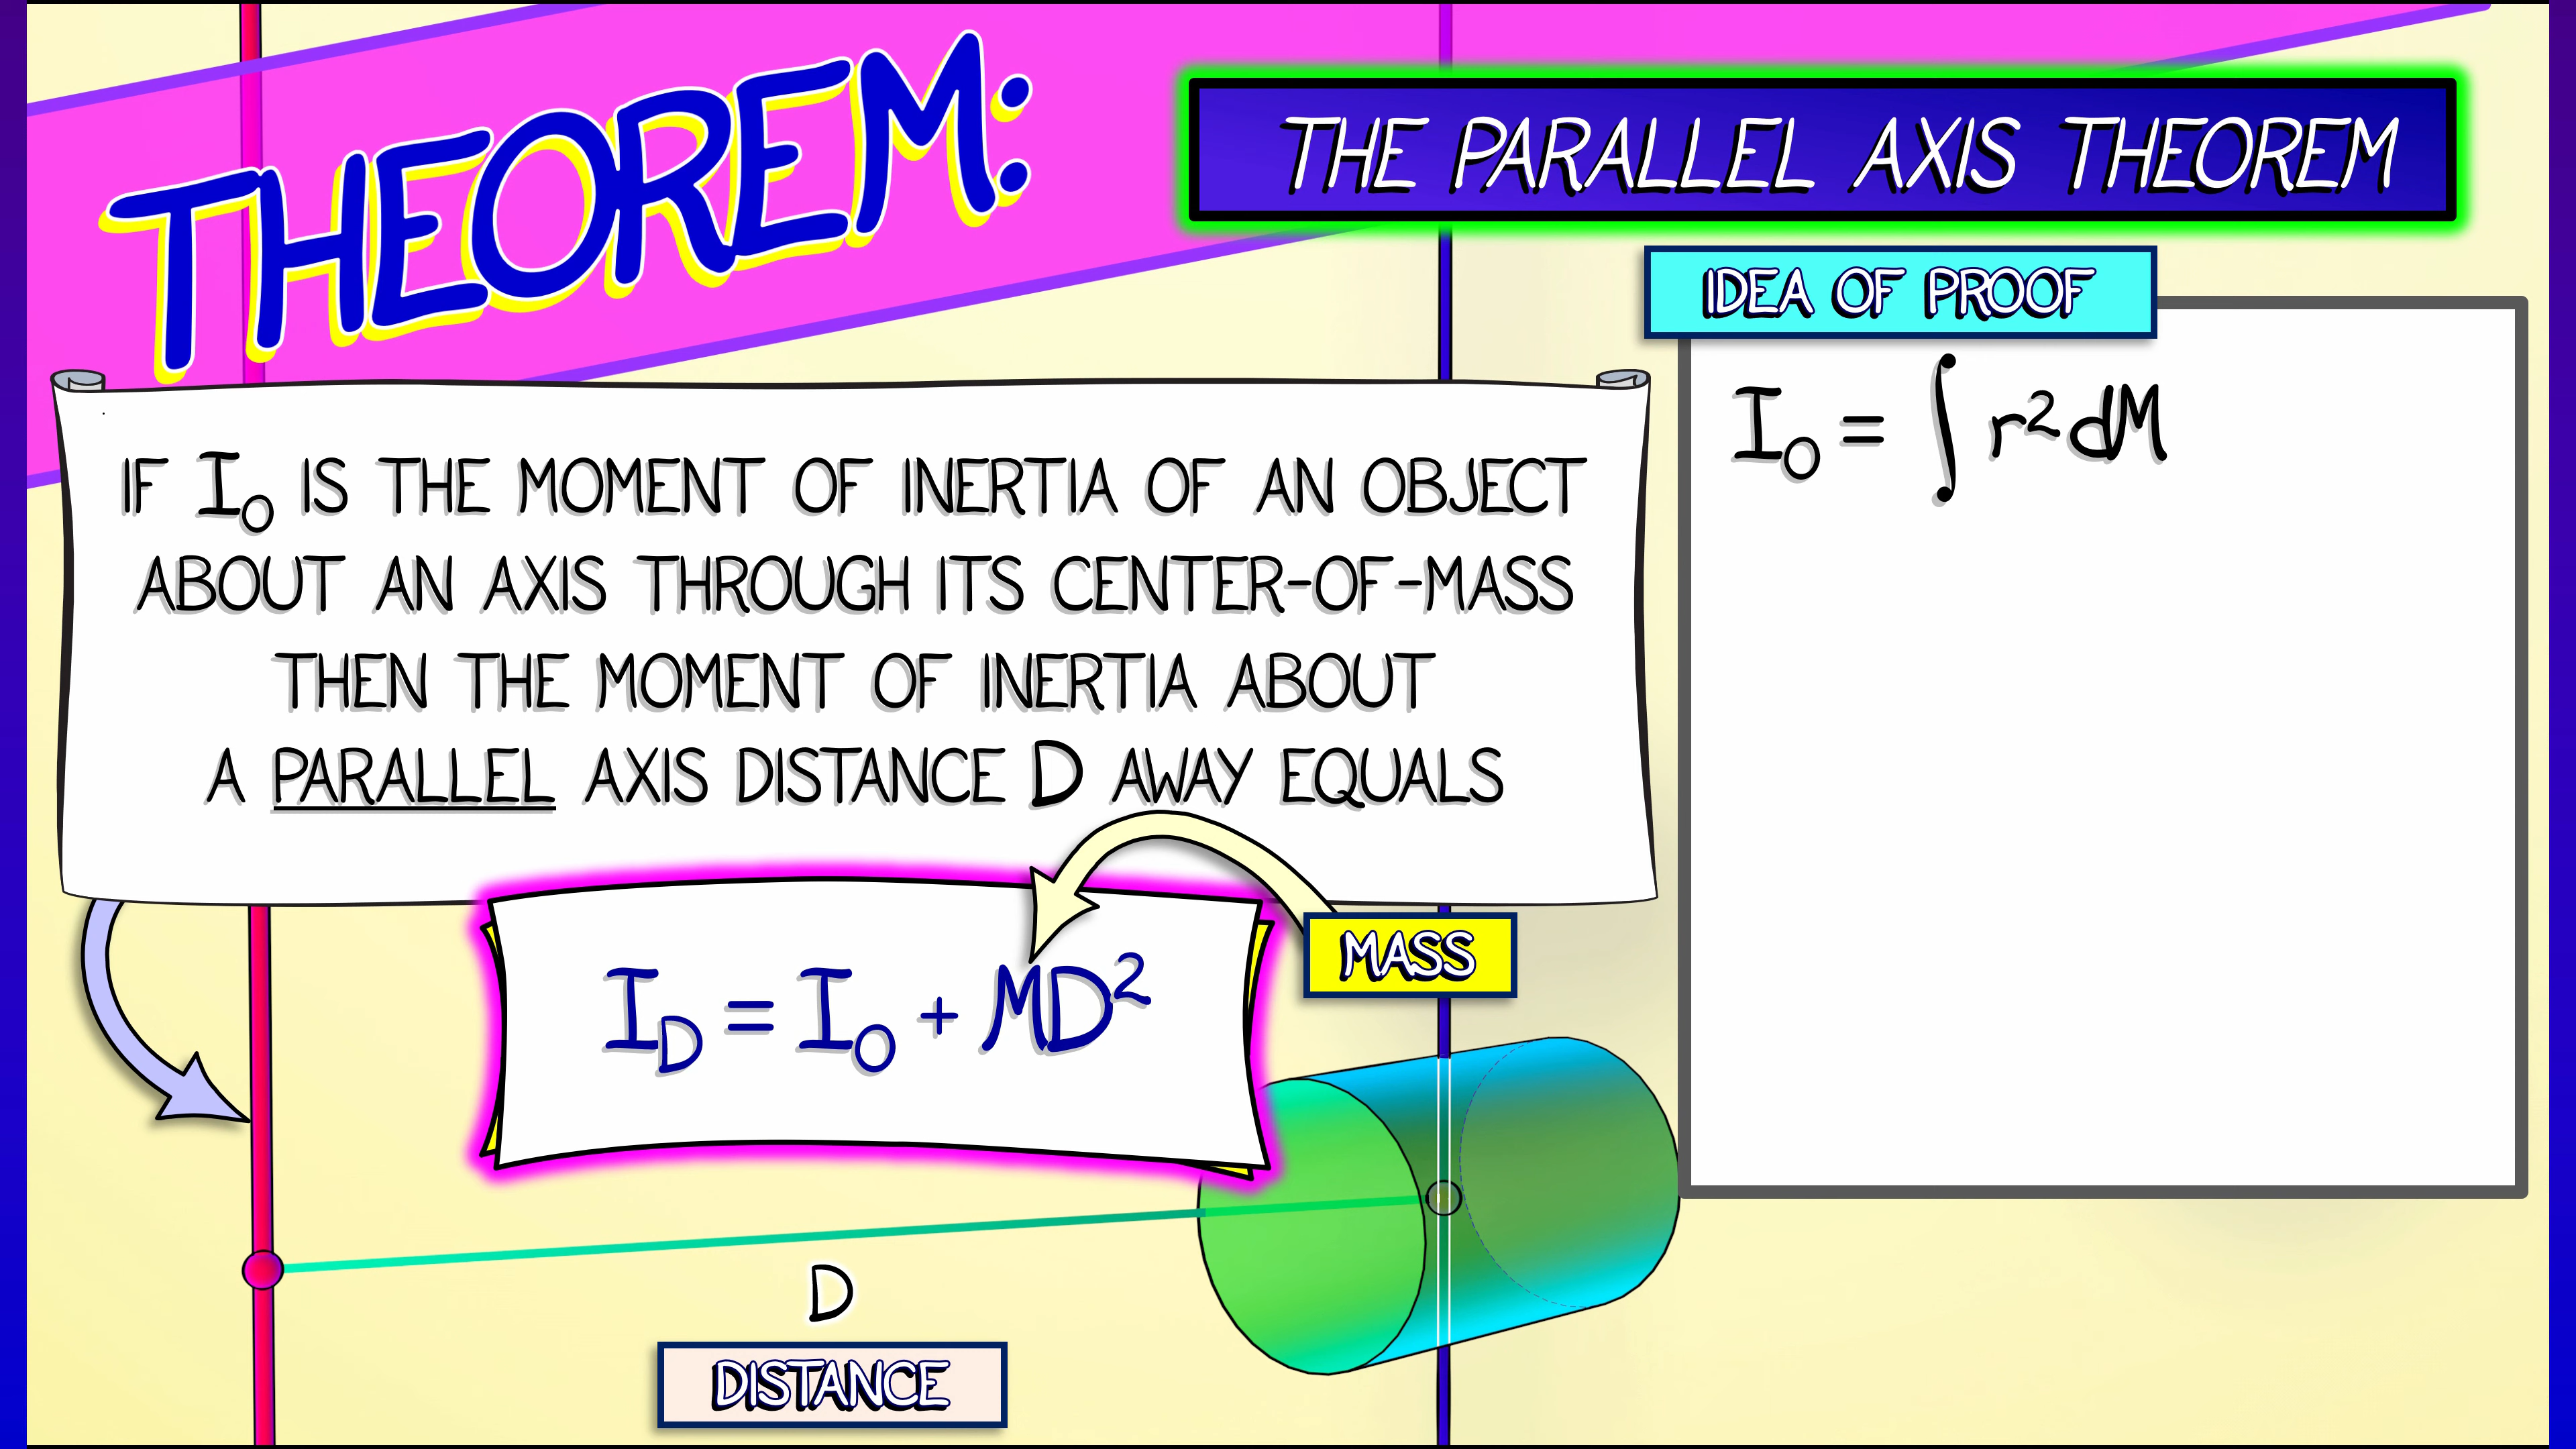 THEOREM:
THE PARALLEL AXIS THEOREM
IF I₀ IS THE MOMENT OF INERTIA OF AN OBJECT
ABOUT AN AXIS THROUGH ITS CENTER-OF-MASS
THEN THE MOMENT OF INERTIA ABOUT
A PARALLEL AXIS DISTANCE D AWAY EQUALS
I_D = I₀ + MD²
MASS
D
DISTANCE
IDEA OF PROOF
I₀ = ∫ r² dM